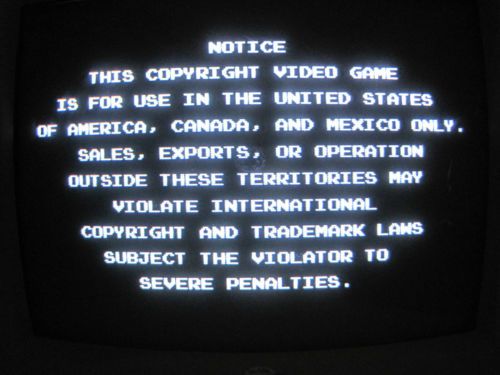 NOTICE
THIS COPYRIGHT VIDEO GAME
IS FOR USE IN THE UNITED STATES
OF AMERICA, CANADA, AND MEXICO ONLY.
SALES, EXPORTS, OR OPERATION
OUTSIDE THESE TERRITORIES MAY
VIOLATE INTERNATIONAL
COPYRIGHT AND TRADEMARK LAWS
SUBJECT THE VIOLATOR TO
SEVERE PENALTIES.